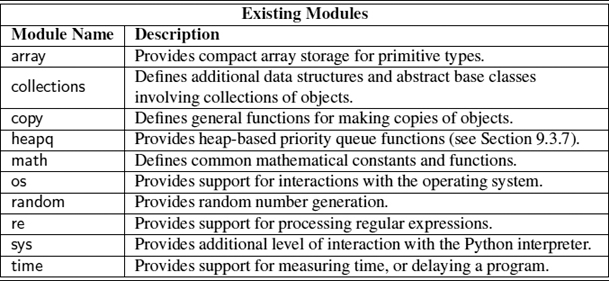 Existing Modules
Module Name Description
array Provides compact array storage for primitive types.
collections Defines additional data structures and abstract base classes
involving collections of objects.
copy Defines general functions for making copies of objects.
heapq Provides heap-based priority queue functions (see Section 9.3.7).
math Defines common mathematical constants and functions.
os Provides support for interactions with the operating system.
random Provides random number generation.
re Provides support for processing regular expressions.
sys Provides additional level of interaction with the Python interpreter.
time Provides support for measuring time, or delaying a program.